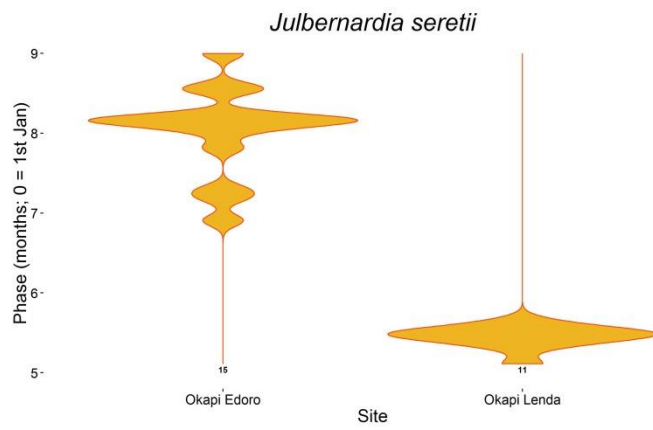 Julbernardia seretii
Phase (months; 0 = 1st Jan)
9
8
7
6
5
15
11
Okapi Edoro
Okapi Lenda
Site